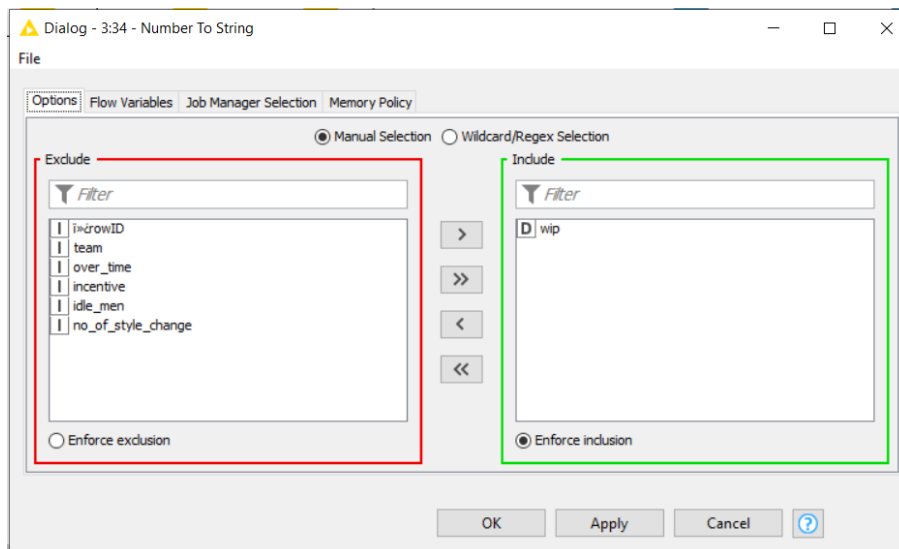 Dialog - 3:34 - Number To String
File
Options Flow Variables Job Manager Selection Memory Policy
Manual Selection Wildcard/Regex Selection
Exclude
Filter
I ï»¿rowID
I team
I over_time
I incentive
I idle_men
I no_of_style_change
Enforce exclusion
>
>>
<
<<
Include
Filter
D wip
Enforce inclusion
OK Apply Cancel ?